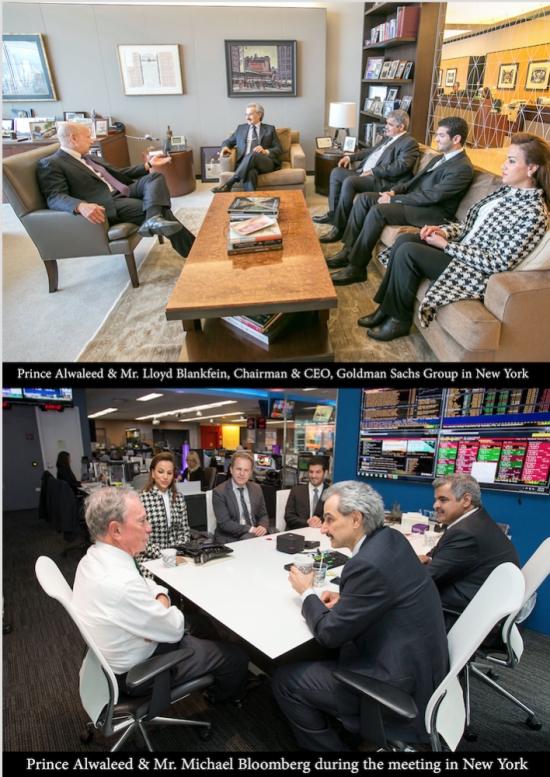 Prince Alwaleed & Mr. Lloyd Blankfein, Chairman & CEO, Goldman Sachs Group in New York
Prince Alwaleed & Mr. Michael Bloomberg during the meeting in New York